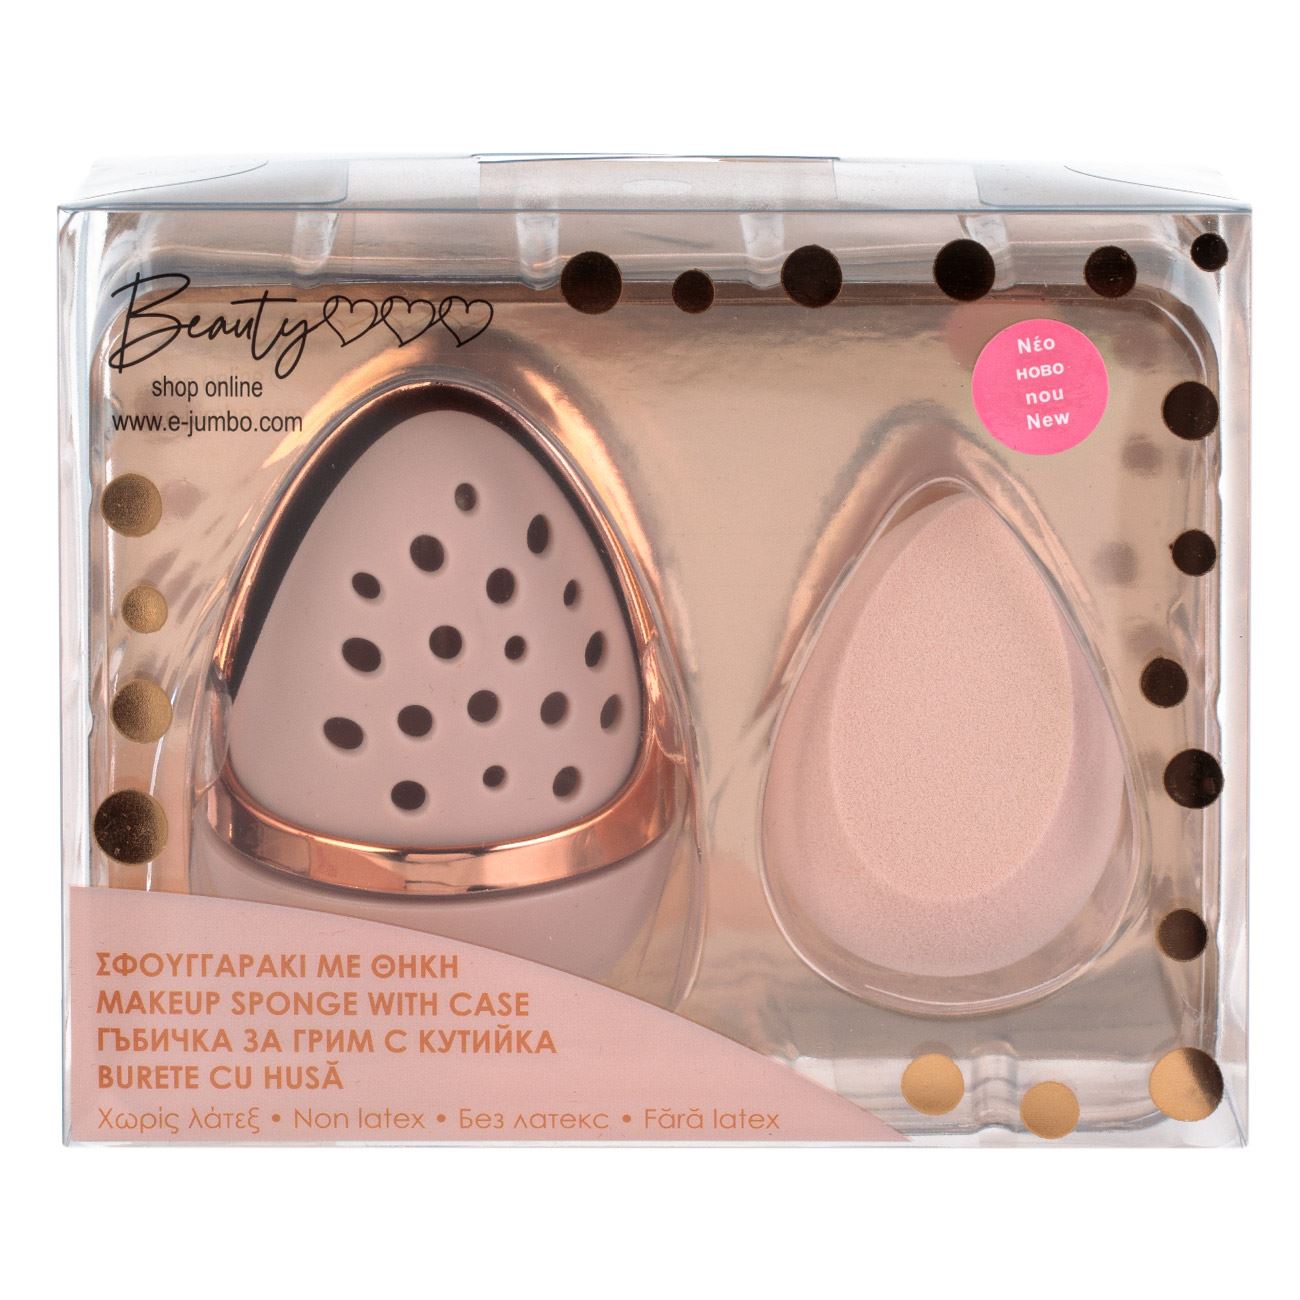 Beauty
shop online
www.e-jumbo.com
Νέο
НОВО
nou
New
ΣΦΟΥΓΓΑΡΑΚΙ ΜΕ ΘΗΚΗ
MAKEUP SPONGE WITH CASE
ГЪБИЧКА ЗА ГРИМ С КУТИЙКА
BURETE CU HUSĂ
Χωρίς λάτεξ • Non latex • Без латекс • Fără latex